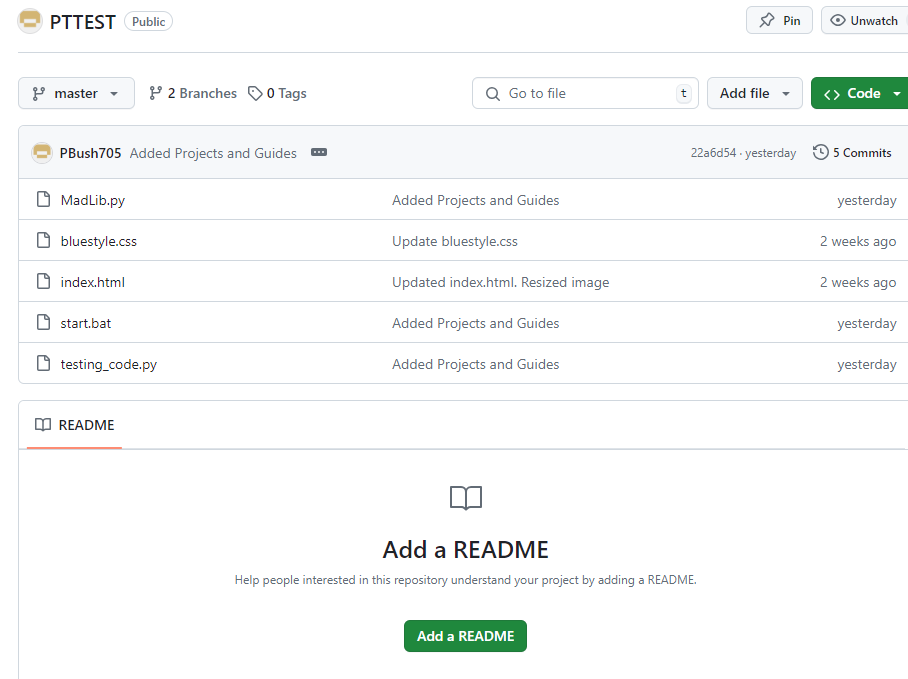 PTTEST Public Pin Unwatch
master 2 Branches 0 Tags Go to file t Add file Code
PBush705 Added Projects and Guides 22a6d54 · yesterday 5 Commits
MadLib.py Added Projects and Guides yesterday
bluestyle.css Update bluestyle.css 2 weeks ago
index.html Updated index.html. Resized image 2 weeks ago
start.bat Added Projects and Guides yesterday
testing_code.py Added Projects and Guides yesterday
README
Add a README
Help people interested in this repository understand your project by adding a README.
Add a README